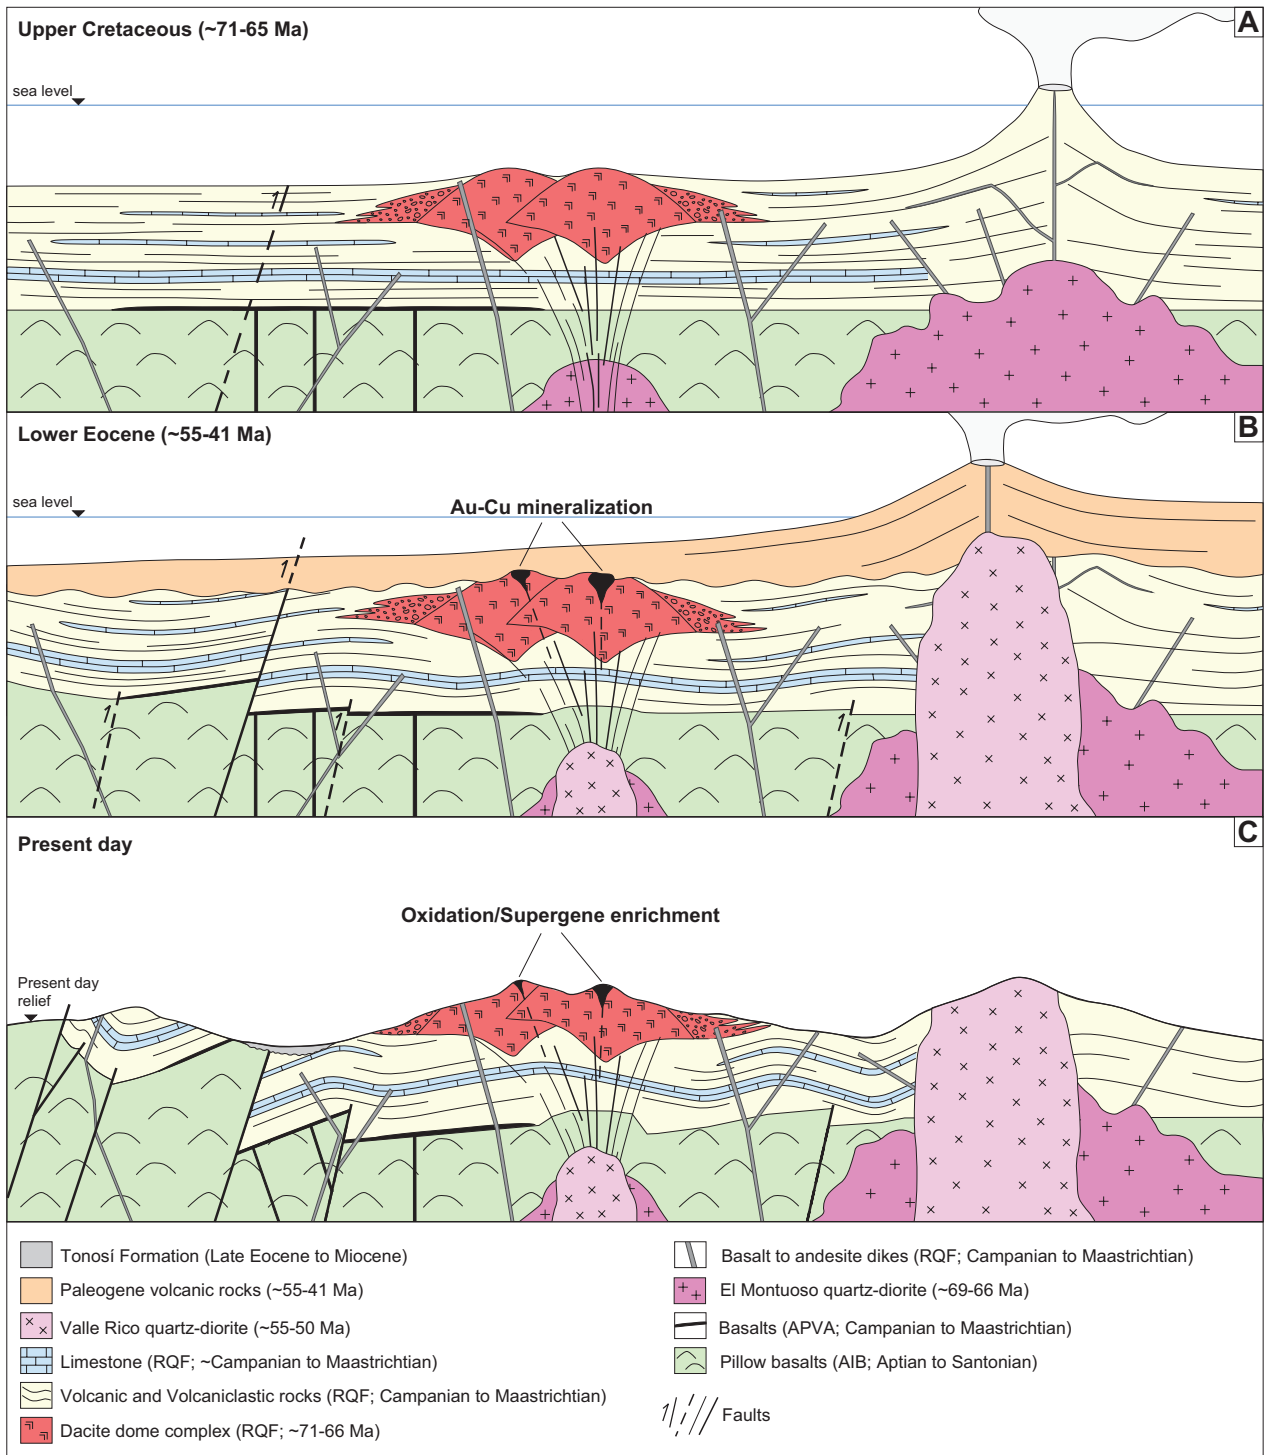 Upper Cretaceous (~71-65 Ma)
A
sea level
Lower Eocene (~55-41 Ma)
B
sea level
Au-Cu mineralization
Present day
C
Oxidation/Supergene enrichment
Present day
relief
Tonosí Formation (Late Eocene to Miocene)
Paleogene volcanic rocks (~55-41 Ma)
Valle Rico quartz-diorite (~55-50 Ma)
Limestone (RQF; ~Campanian to Maastrichtian)
Volcanic and Volcaniclastic rocks (RQF; Campanian to Maastrichtian)
Dacite dome complex (RQF; ~71-66 Ma)
Basalt to andesite dikes (RQF; Campanian to Maastrichtian)
El Montuoso quartz-diorite (~69-66 Ma)
Basalts (APVA; Campanian to Maastrichtian)
Pillow basalts (AIB; Aptian to Santonian)
Faults